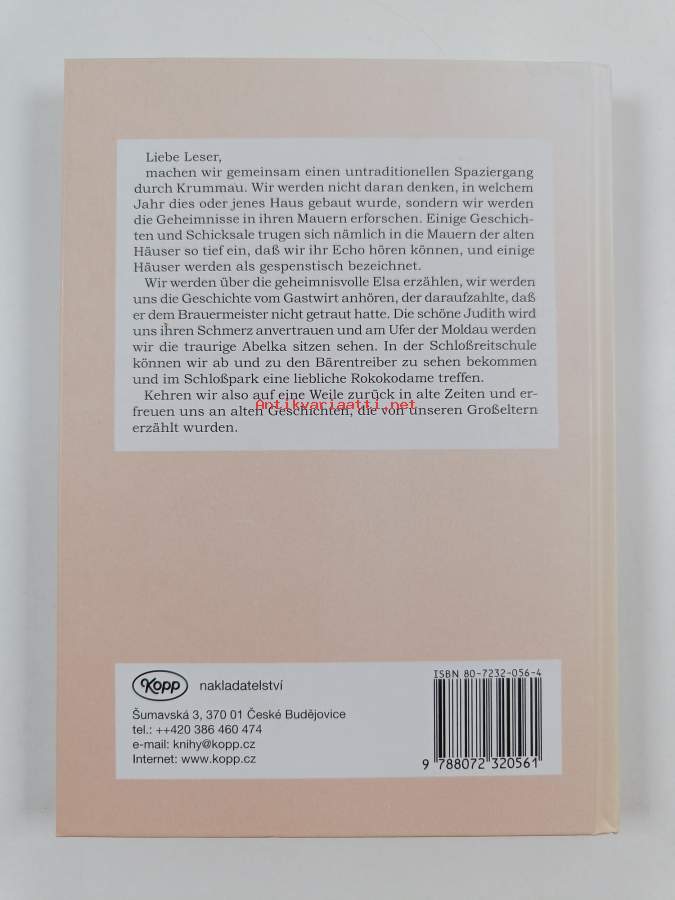 Liebe Leser,
machen wir gemeinsam einen untraditionellen Spaziergang
durch Krummau. Wir werden nicht daran denken, in welchem
Jahr dies oder jenes Haus gebaut wurde, sondern wir werden
die Geheimnisse in ihren Mauern erforschen. Einige Geschich-
ten und Schicksale trugen sich nämlich in die Mauern der alten
Häuser so tief ein, daß wir ihr Echo hören können, und einige
Häuser werden als gespenstisch bezeichnet.
Wir werden über die geheimnisvolle Elsa erzählen, wir werden
uns die Geschichte vom Gastwirt anhören, der daraufzahlte, daß
er dem Brauermeister nicht getraut hatte. Die schöne Judith wird
uns ihren Schmerz anvertrauen und am Ufer der Moldau werden
wir die traurige Abelka sitzen sehen. In der Schloßreitschule
können wir ab und zu den Bärentreiber zu sehen bekommen
und im Schloßpark eine liebliche Rokokodame treffen.
Kehren wir also auf eine Weile zurück in alte Zeiten und er-
freuen uns an alten Geschichten, die von unseren Großeltern
erzählt wurden.
Antikvariaatti.net
Kopp nakladatelství
Šumavská 3, 370 01 České Budějovice
tel.: ++420 386 460 474
e-mail: knihy@kopp.cz
Internet: www.kopp.cz
ISBN 80-7232-056-4
9 788072 320561